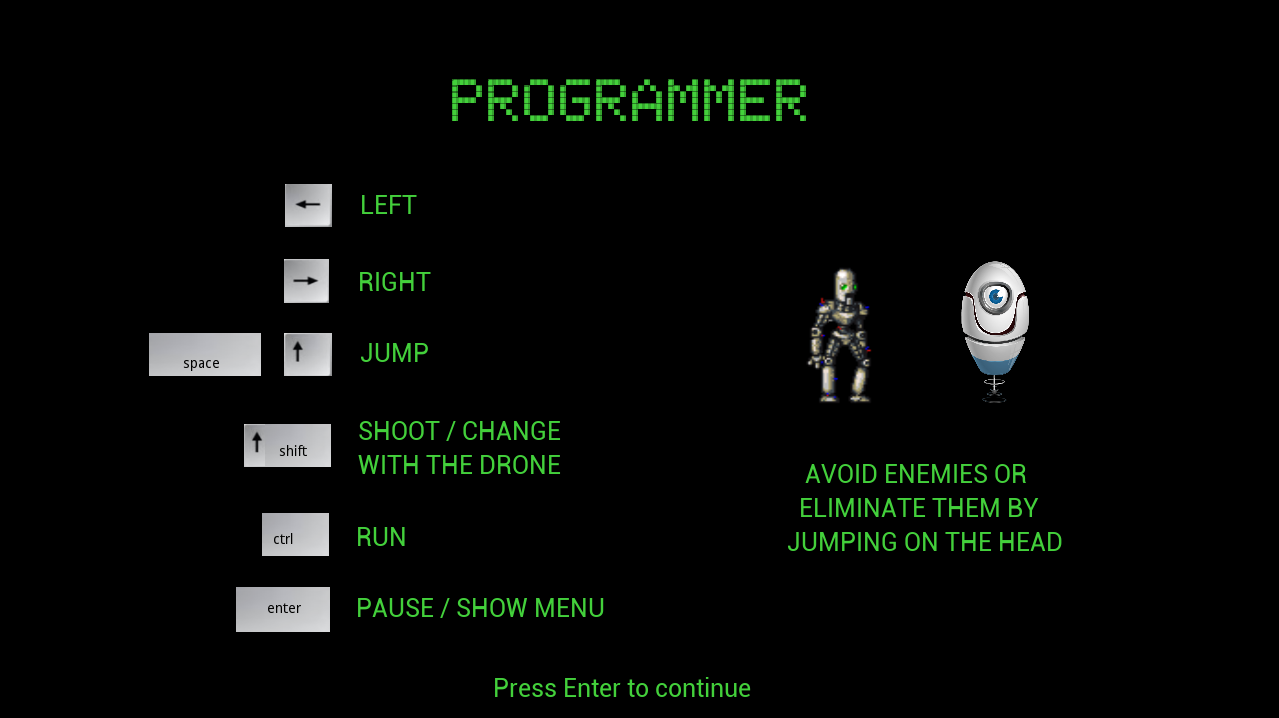 PROGRAMMER
LEFT
RIGHT
space
JUMP
shift
SHOOT / CHANGE
WITH THE DRONE
ctrl
RUN
enter
PAUSE / SHOW MENU
AVOID ENEMIES OR
ELIMINATE THEM BY
JUMPING ON THE HEAD
Press Enter to continue